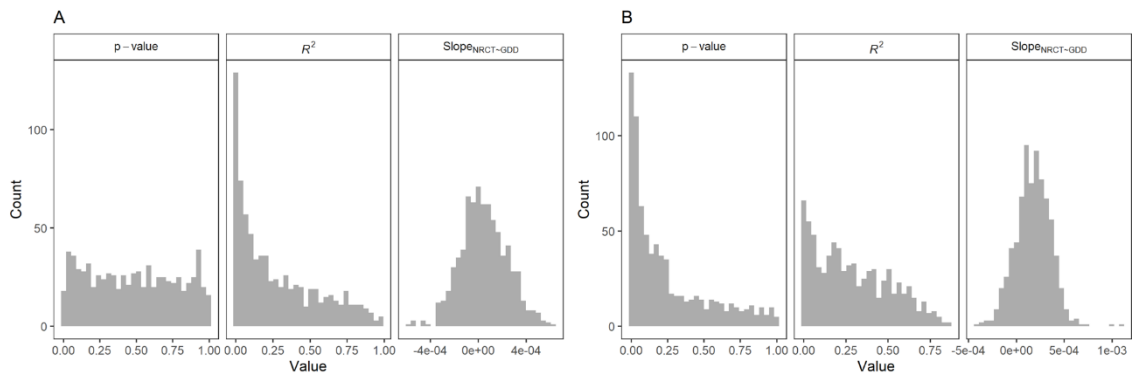 A
p – value
R²
Slope_NRCT~GDD
Count
100
50
0
0.00 0.25 0.50 0.75 1.00
0.00 0.25 0.50 0.75 1.00
-4e-04 0e+00 4e-04
Value
B
p – value
R²
Slope_NRCT~GDD
Count
100
50
0
0.00 0.25 0.50 0.75 1.00
0.00 0.25 0.50 0.75
-5e-04 0e+00 5e-04 1e-03
Value